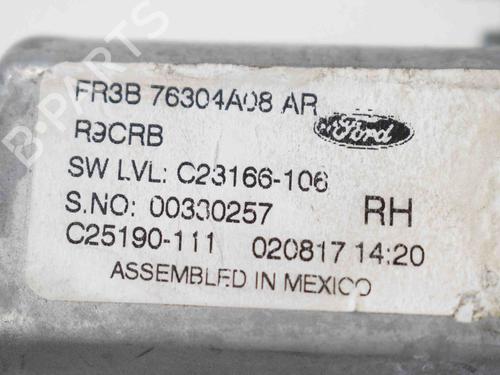 FR3B 76304A08 AR
Ford
R9CRB
SW LVL: C23166-106
S.NO: 00330257 RH
C25190-111 020817 14:20
ASSEMBLED IN MEXICO
B-PARTS